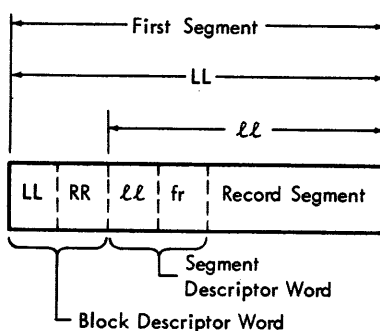 First Segment
LL
ℓℓ
LL RR ℓℓ fr Record Segment
Segment
Descriptor Word
Block Descriptor Word